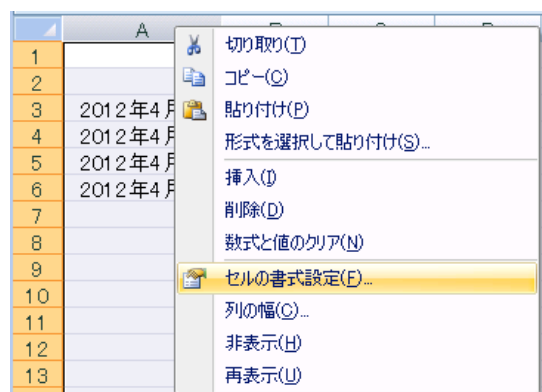 A
1
2
3 2012年4月
4 2012年4月
5 2012年4月
6 2012年4月
7
8
9
10
11
12
13
切り取り(T)
コピー(C)
貼り付け(P)
形式を選択して貼り付け(S)...
挿入(I)
削除(D)
数式と値のクリア(N)
セルの書式設定(F)...
列の幅(C)...
非表示(H)
再表示(U)